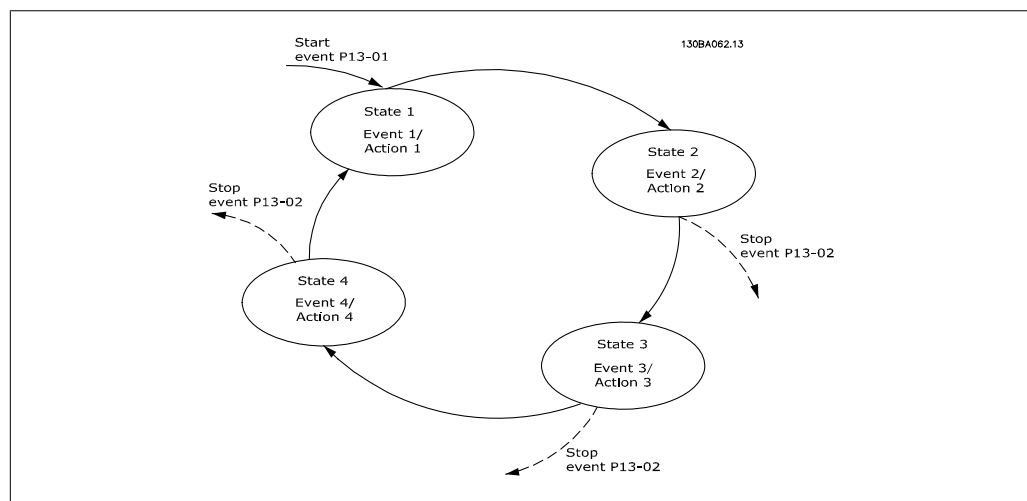 Start
event P13-01
130BA062.13
State 1
Event 1/
Action 1
State 2
Event 2/
Action 2
Stop
event P13-02
Stop
event P13-02
State 4
Event 4/
Action 4
State 3
Event 3/
Action 3
Stop
event P13-02